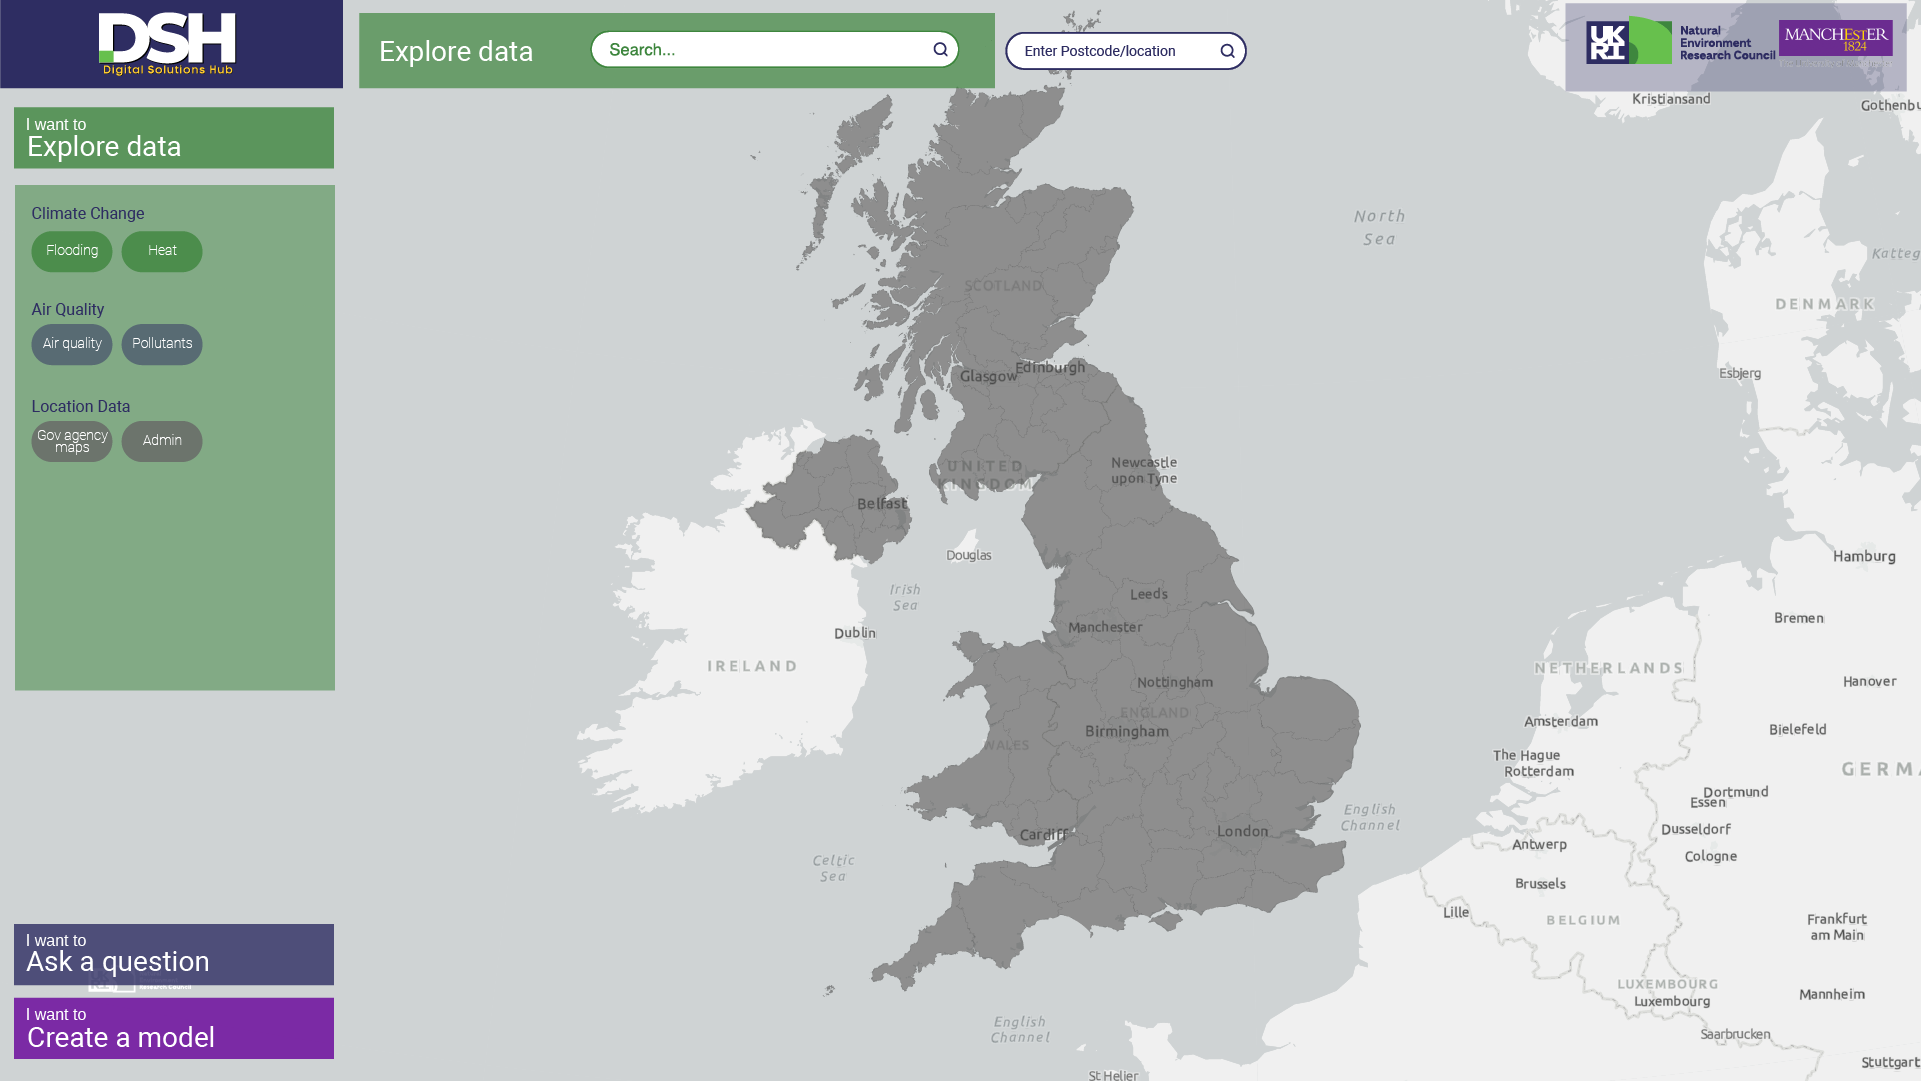 DSH
Digital Solutions Hub
Explore data
Search...
Enter Postcode/location
UK
RI
Natural
Environment
Research Council
MANCHESTER
1824
I want to
Explore data
Climate Change
Flooding
Heat
Air Quality
Air quality
Pollutants
Location Data
Gov agency
maps
Admin
I want to
Ask a question
Research Council
I want to
Create a model
Kristiansand
Gothenbu
North
Sea
Katteg
SCOTLAND
DENMARK
Glasgow
Edinburgh
Esbjerg
UNITED
KINGDOM
Newcastle
upon Tyne
Belfast
Douglas
Hamburg
Irish
Sea
Leeds
Bremen
Dublin
Manchester
IRELAND
NETHERLANDS
Nottingham
Hanover
ENGLAND
Amsterdam
Birmingham
Bielefeld
WALES
The Hague
Rotterdam
GERMA
Dortmund
Essen
English
Channel
Cardiff
London
Dusseldorf
Antwerp
Cologne
Celtic
Sea
Brussels
Lille
BELGIUM
Frankfurt
am Main
LUXEMBOURG
Luxembourg
Mannheim
English
Channel
Saarbrucken
Stuttgart
St Helier